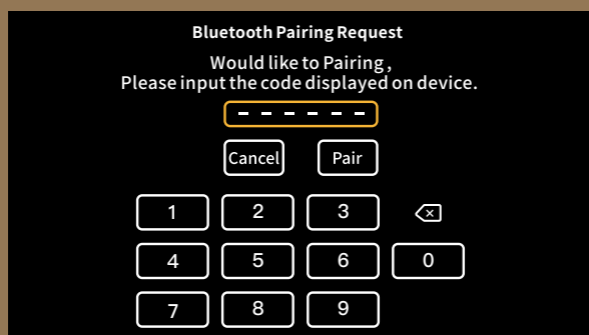 Bluetooth Pairing Request
Would like to Pairing,
Please input the code displayed on device.
------
Cancel Pair
1 2 3
4 5 6 0
7 8 9